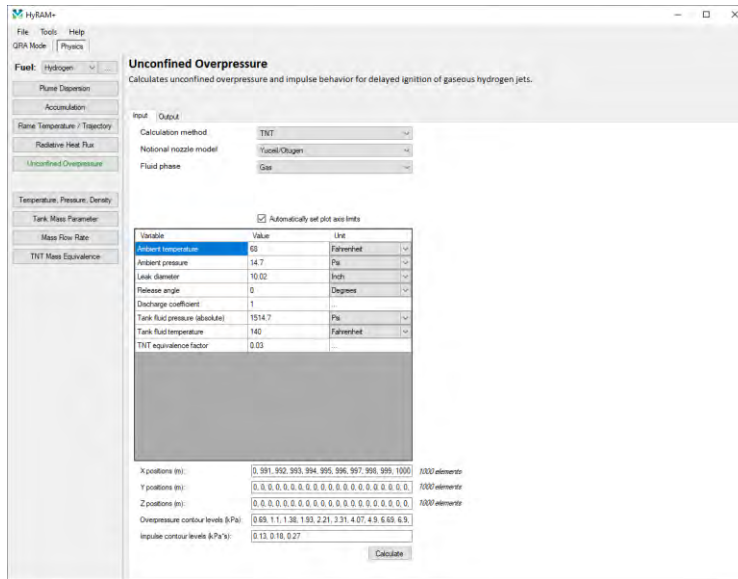 HyRAM+
File Tools Help
QRA Mode Physics
Fuel: Hydrogen ...
Plume Dispersion
Accumulation
Flame Temperature / Trajectory
Radiative Heat Flux
Unconfined Overpressure
Temperature, Pressure, Density
Tank Mass Parameter
Mass Flow Rate
TNT Mass Equivalence
Unconfined Overpressure
Calculates unconfined overpressure and impulse behavior for delayed ignition of gaseous hydrogen jets.
Input Output
Calculation method TNT
Notional nozzle model Yuceil/Otugen
Fluid phase Gas
Automatically set plot axis limits
Variable Value Unit
Ambient temperature 68 Fahrenheit
Ambient pressure 14.7 Psi
Leak diameter 10.02 Inch
Release angle 0 Degrees
Discharge coefficient 1 ...
Tank fluid pressure (absolute) 1514.7 Psi
Tank fluid temperature 140 Fahrenheit
TNT equivalence factor 0.03 ...
X positions (m): 0, 991, 992, 993, 994, 995, 996, 997, 998, 999, 1000 1000 elements
Y positions (m): 0, 0, 0, 0, 0, 0, 0, 0, 0, 0, 0, 0, 0, 0, 0, 0, 0, 0, 0, 0, 1000 elements
Z positions (m): 0, 0, 0, 0, 0, 0, 0, 0, 0, 0, 0, 0, 0, 0, 0, 0, 0, 0, 0, 0, 1000 elements
Overpressure contour levels (kPa): 0.69, 1.1, 1.38, 1.93, 2.21, 3.31, 4.07, 4.9, 6.69, 6.9,
Impulse contour levels (kPa*s): 0.13, 0.18, 0.27
Calculate